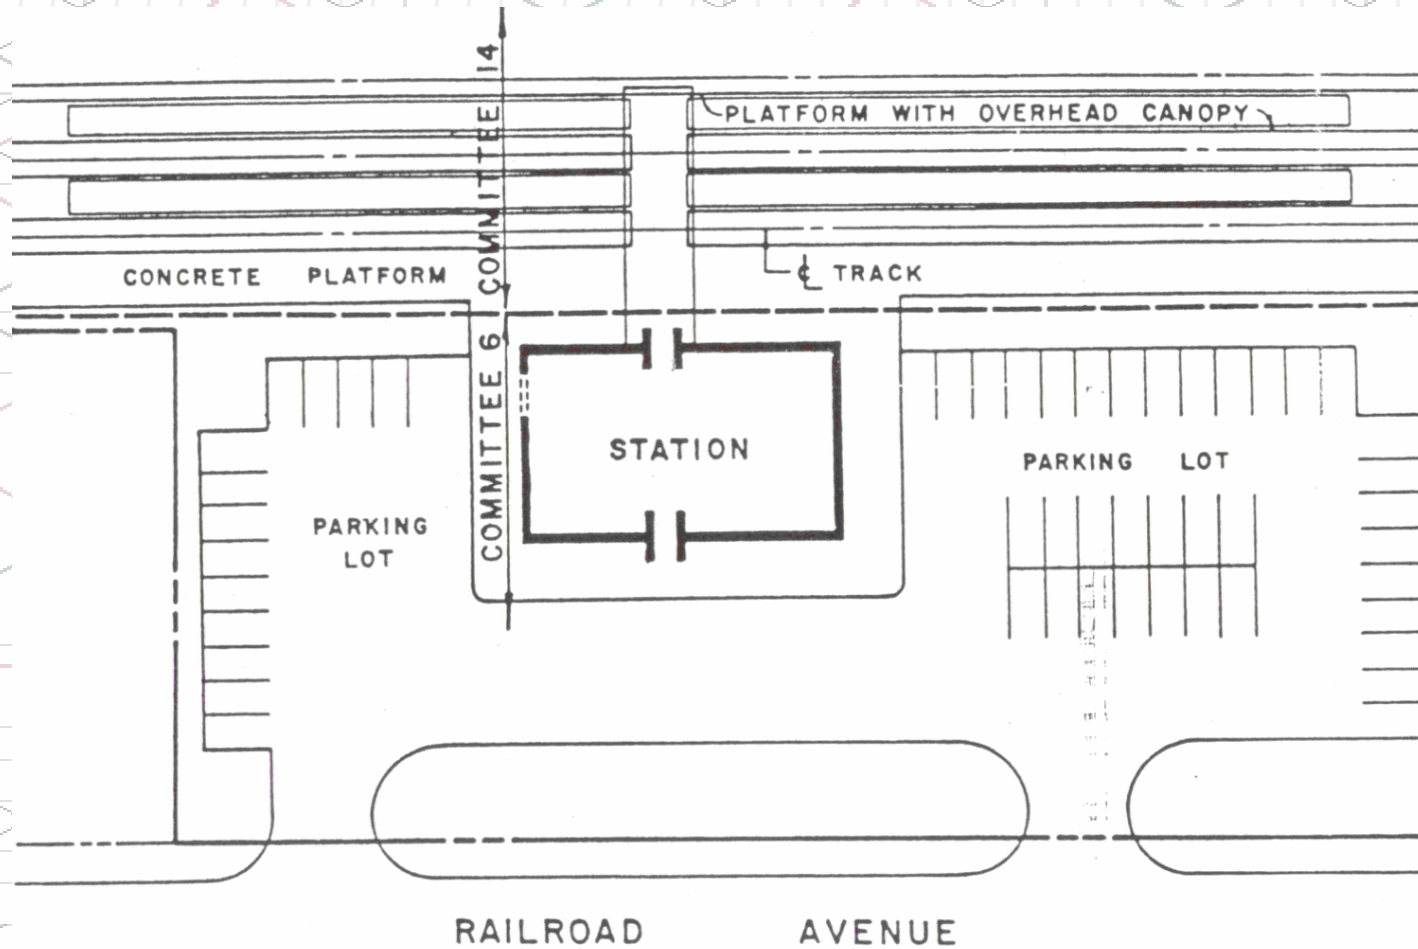 COMMITTEE 14
PLATFORM WITH OVERHEAD CANOPY
CONCRETE PLATFORM
℄ TRACK
COMMITTEE 6
STATION
PARKING LOT
PARKING
LOT
RAILROAD AVENUE